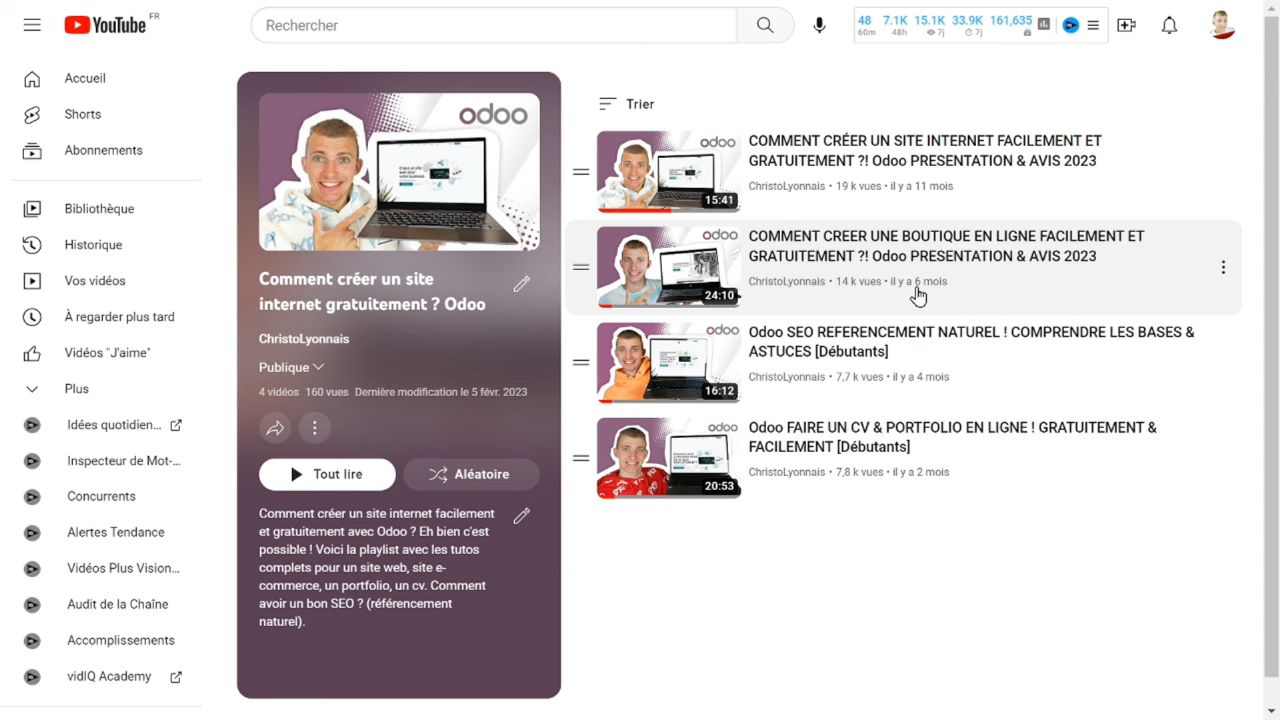 YouTube FR
Rechercher
48 7.1K 15.1K 33.9K 161,635
60m 48h 7j 7j
Accueil
Shorts
Abonnements
Bibliothèque
Historique
Vos vidéos
À regarder plus tard
Vidéos "J'aime"
Plus
Idées quotidien...
Inspecteur de Mot-...
Concurrents
Alertes Tendance
Vidéos Plus Vision...
Audit de la Chaîne
Accomplissements
vidIQ Academy
odoo
Comment créer un site
internet gratuitement ? Odoo
ChristoLyonnais
Publique
4 vidéos 160 vues Dernière modification le 5 févr. 2023
Tout lire
Aléatoire
Comment créer un site internet facilement
et gratuitement avec Odoo ? Eh bien c'est
possible ! Voici la playlist avec les tutos
complets pour un site web, site e-
commerce, un portfolio, un cv. Comment
avoir un bon SEO ? (référencement
naturel).
Trier
odoo
15:41
COMMENT CRÉER UN SITE INTERNET FACILEMENT ET
GRATUITEMENT ?! Odoo PRESENTATION & AVIS 2023
ChristoLyonnais • 19 k vues • il y a 11 mois
odoo
24:10
COMMENT CREER UNE BOUTIQUE EN LIGNE FACILEMENT ET
GRATUITEMENT ?! Odoo PRESENTATION & AVIS 2023
ChristoLyonnais • 14 k vues • il y a 6 mois
odoo
16:12
Odoo SEO REFERENCEMENT NATUREL ! COMPRENDRE LES BASES &
ASTUCES [Débutants]
ChristoLyonnais • 7,7 k vues • il y a 4 mois
odoo
20:53
Odoo FAIRE UN CV & PORTFOLIO EN LIGNE ! GRATUITEMENT &
FACILEMENT [Débutants]
ChristoLyonnais • 7,8 k vues • il y a 2 mois